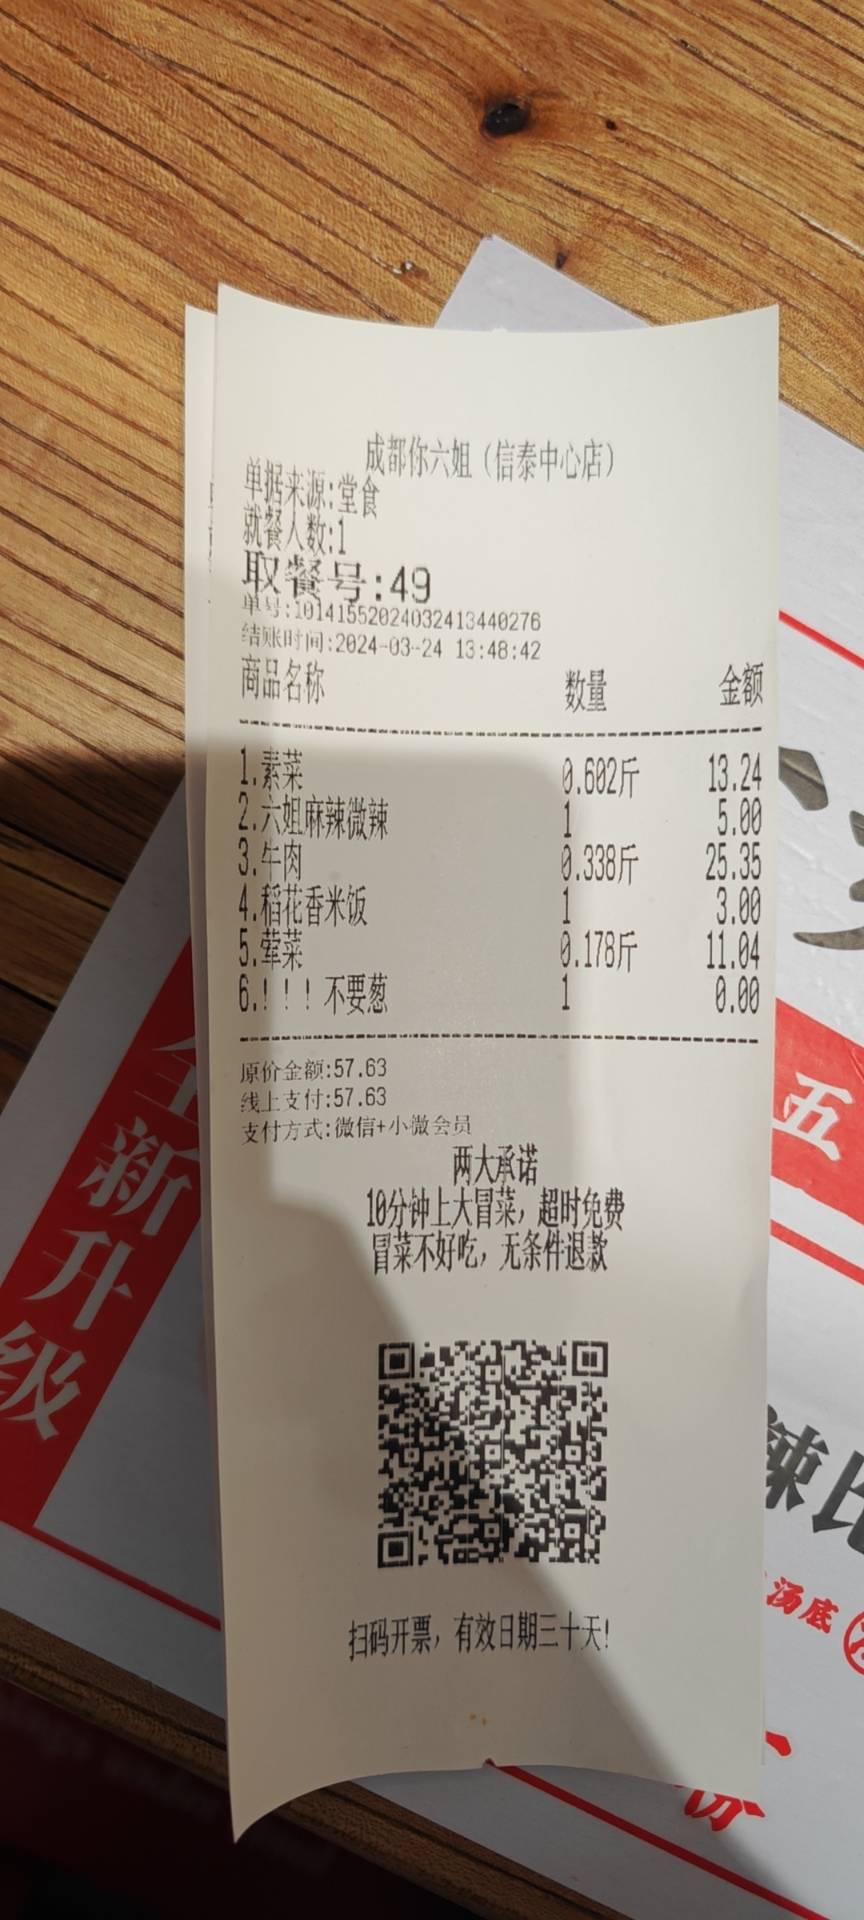 成都你六姐（信泰中心店）
单据来源:堂食
就餐人数:1
取餐号:49
单号:10141552024032413440276
结账时间:2024-03-24 13:48:42
商品名称 数量 金额
1.素菜 0.602斤 13.24
2.六姐麻辣微辣 1 5.00
3.牛肉 0.338斤 25.35
4.稻花香米饭 1 3.00
5.荤菜 0.178斤 11.04
6.！！！不要葱 1 0.00
原价金额:57.63
线上支付:57.63
支付方式:微信+小微会员
两大承诺
10分钟上大冒菜，超时免费
冒菜不好吃，无条件退款
扫码开票，有效日期三十天!
全新升级
五
辣比
汤底